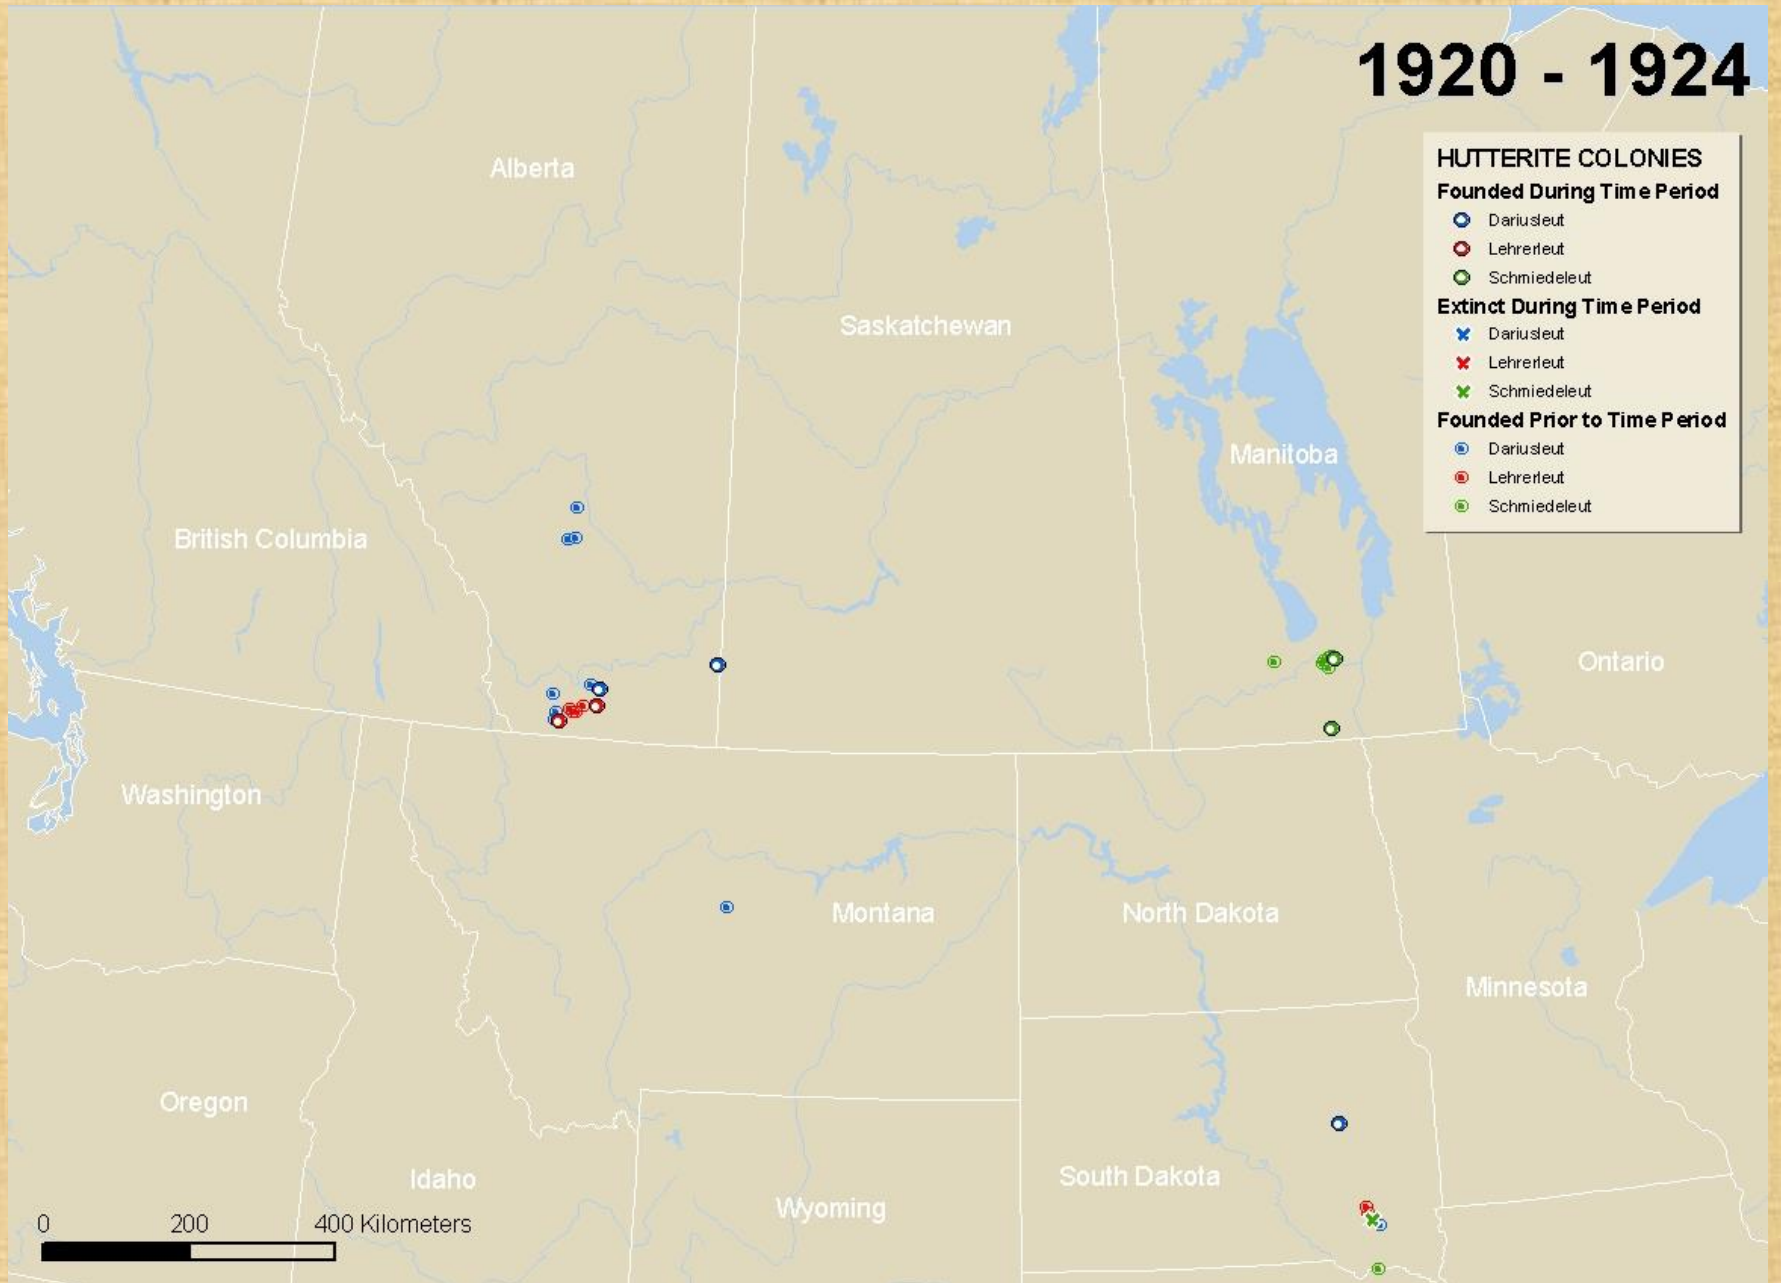 1920 - 1924
HUTTERITE COLONIES
Founded During Time Period
Dariusleut
Lehrerleut
Schmiedeleut
Extinct During Time Period
Dariusleut
Lehrerleut
Schmiedeleut
Founded Prior to Time Period
Dariusleut
Lehrerleut
Schmiedeleut
Alberta
Saskatchewan
Manitoba
British Columbia
Ontario
Washington
Montana
North Dakota
Minnesota
Oregon
Idaho
South Dakota
Wyoming
0 200 400 Kilometers